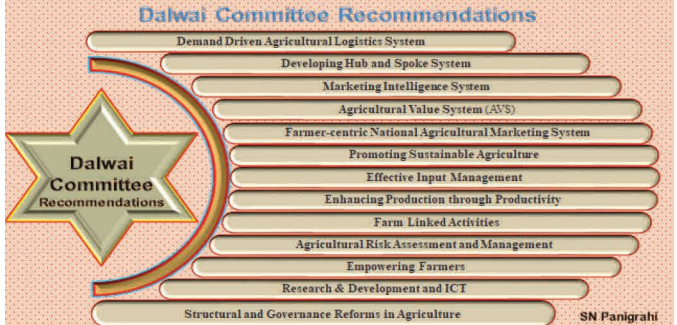 Dalwai Committee Recommendations
Demand Driven Agricultural Logistics System
Developing Hub and Spoke System
Marketing Intelligence System
Agricultural Value System (AVS)
Farmer-centric National Agricultural Marketing System
Promoting Sustainable Agriculture
Effective Input Management
Enhancing Production through Productivity
Farm Linked Activities
Agricultural Risk Assessment and Management
Empowering Farmers
Research & Development and ICT
Structural and Governance Reforms in Agriculture
Dalwai
Committee
Recommendations
SN Panigrahi